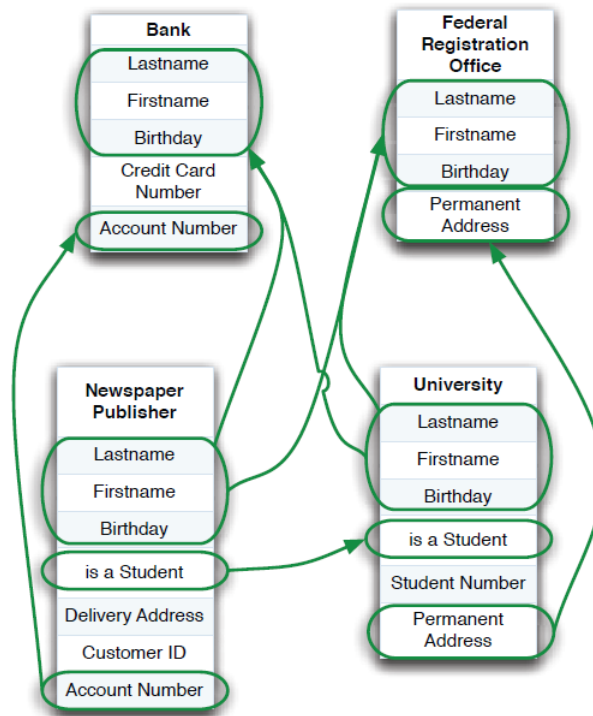 Bank
Lastname
Firstname
Birthday
Credit Card
Number
Account Number
Federal
Registration
Office
Lastname
Firstname
Birthday
Permanent
Address
Newspaper
Publisher
Lastname
Firstname
Birthday
is a Student
Delivery Address
Customer ID
Account Number
University
Lastname
Firstname
Birthday
is a Student
Student Number
Permanent
Address